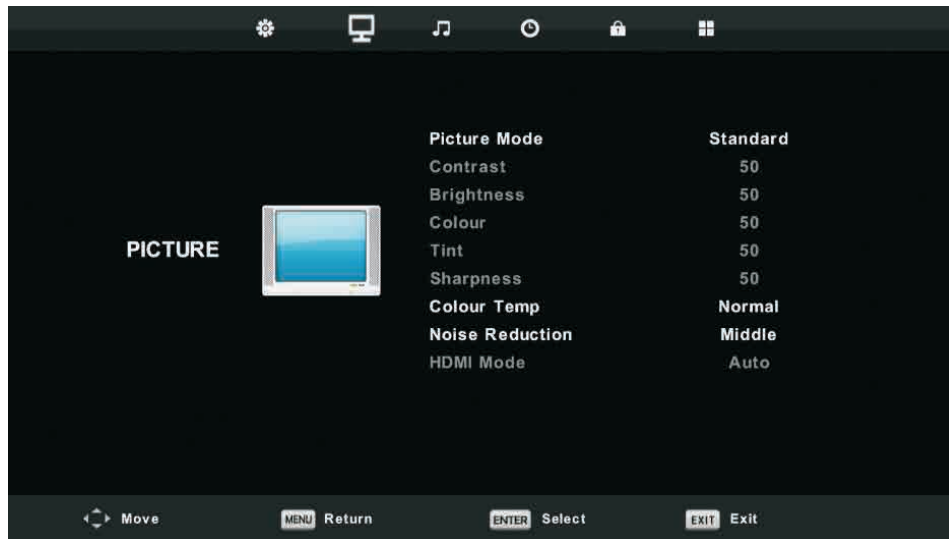 Picture Mode Standard
Contrast 50
Brightness 50
Colour 50
PICTURE
Tint 50
Sharpness 50
Colour Temp Normal
Noise Reduction Middle
HDMI Mode Auto
Move MENU Return ENTER Select EXIT Exit